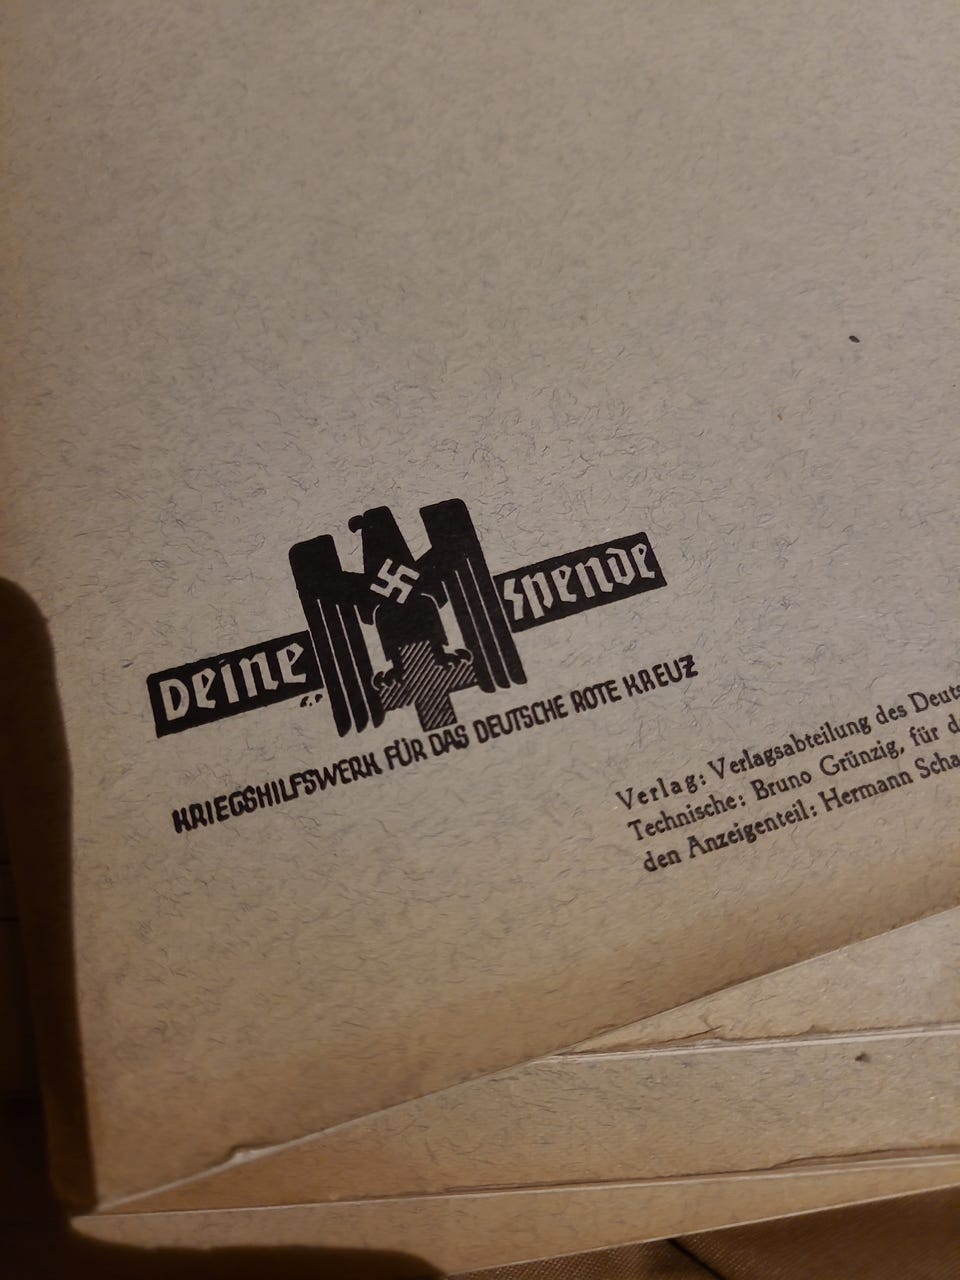 Deine Spende
KRIEGSHILFSWERK FÜR DAS DEUTSCHE ROTE KREUZ
Verlag: Verlagsabteilung des
Technische: Bruno Grünzig, für
den Anzeigenteil: Hermann